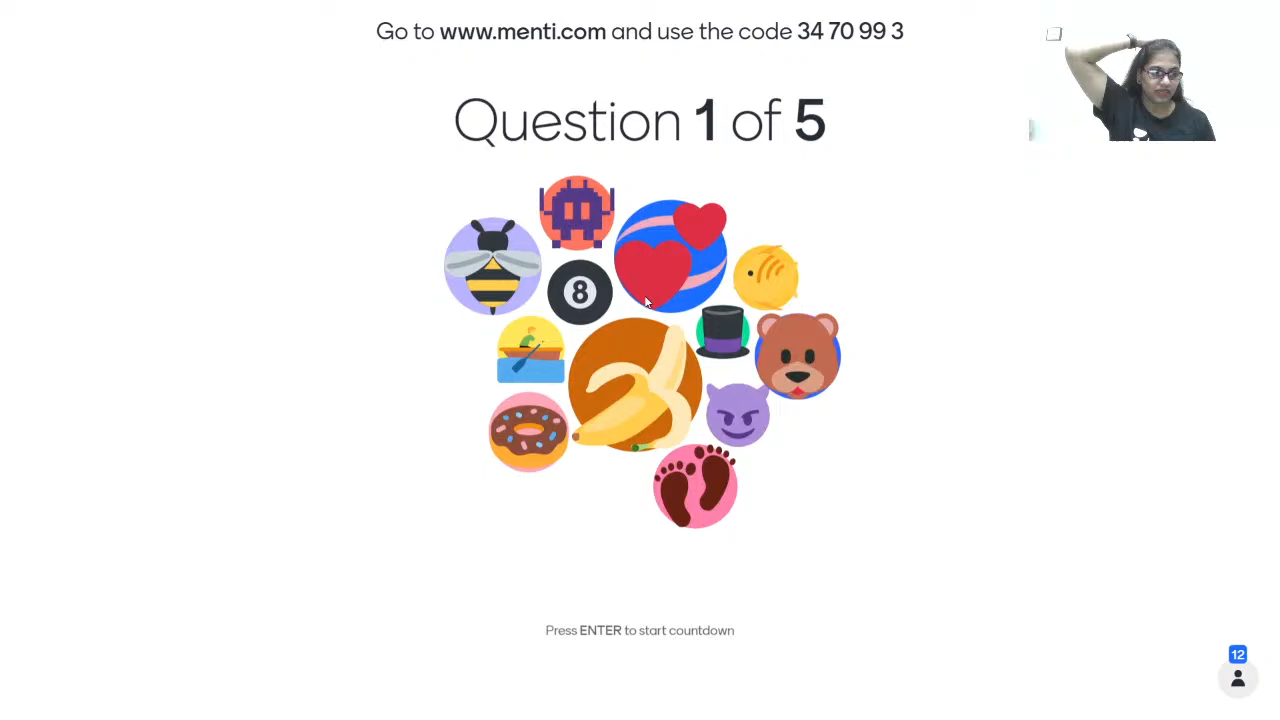 Go to www.menti.com and use the code 34 70 99 3
Question 1 of 5
8
Press ENTER to start countdown
12